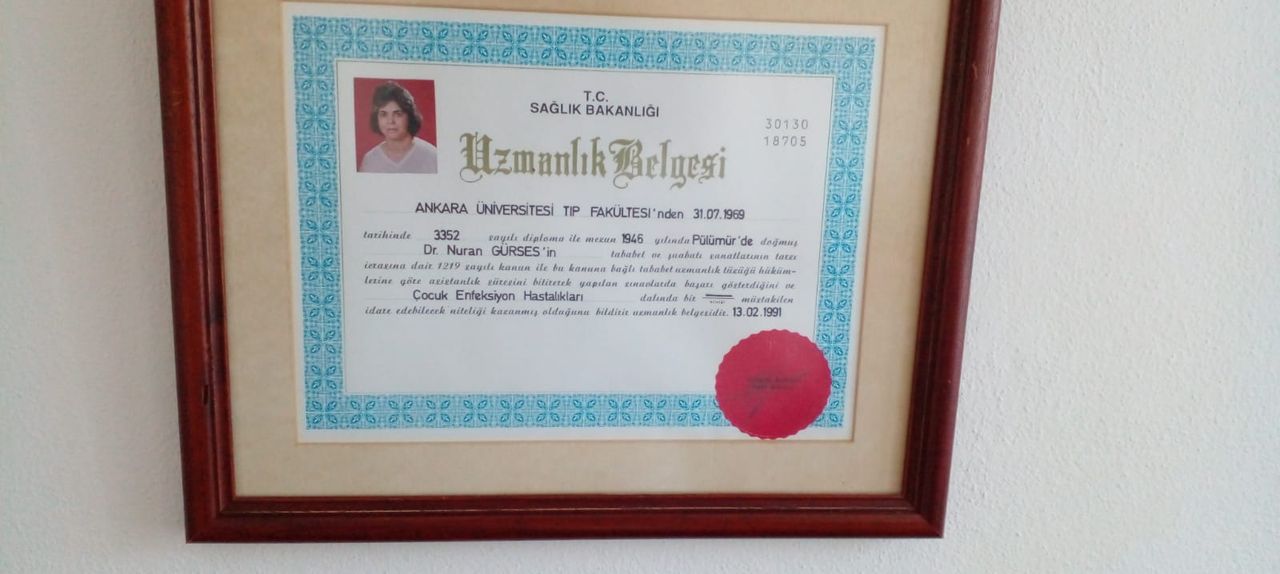 T.C.
SAĞLIK BAKANLIĞI
30130
18705
Uzmanlık Belgesi
ANKARA ÜNİVERSİTESİ TIP FAKÜLTESİ'nden 31.07.1969
tarihinde 3352 sayılı diploma ile mezun 1946 yılında Pülümür'de doğmuş
Dr. Nuran GÜRSES'in tababet ve şuabatı sanatlarının tarzı
icrasına dair 1219 sayılı kanun ile bu kanuna bağlı tababet uzmanlık tüzüğü hüküm-
lerine göre asistanlık süresini bitirerek yapılan sınavlarda başarı gösterdiğini ve
Çocuk Enfeksiyon Hastalıkları dalında bir müstakilen
idare edebilecek niteliği kazanmış olduğunu bildirir uzmanlık belgesidir. 13.02.1991